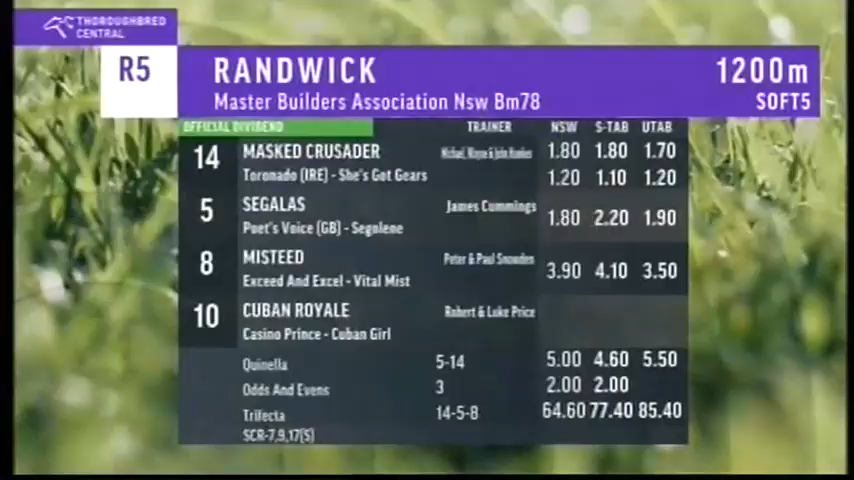 THOROUGHBRED
CENTRAL
R5
RANDWICK
1200m
Master Builders Association Nsw Bm78
SOFT5
OFFICIAL DIVIDEND
TRAINER NSW S-TAB UTAB
14 MASKED CRUSADER Michael, Wayne & John Hawkes 1.80 1.80 1.70
Toronado (IRE) - She's Got Gears 1.20 1.10 1.20
5 SEGALAS James Cummings 1.80 2.20 1.90
Poet's Voice (GB) - Segolene
8 MISTEED Peter & Paul Snowden 3.90 4.10 3.50
Exceed And Excel - Vital Mist
10 CUBAN ROYALE Robert & Luke Price
Casino Prince - Cuban Girl
Quinella 5-14 5.00 4.60 5.50
Odds And Evens 3 2.00 2.00
Trifecta 14-5-8 64.60 77.40 85.40
SCR-7,9,17(S)